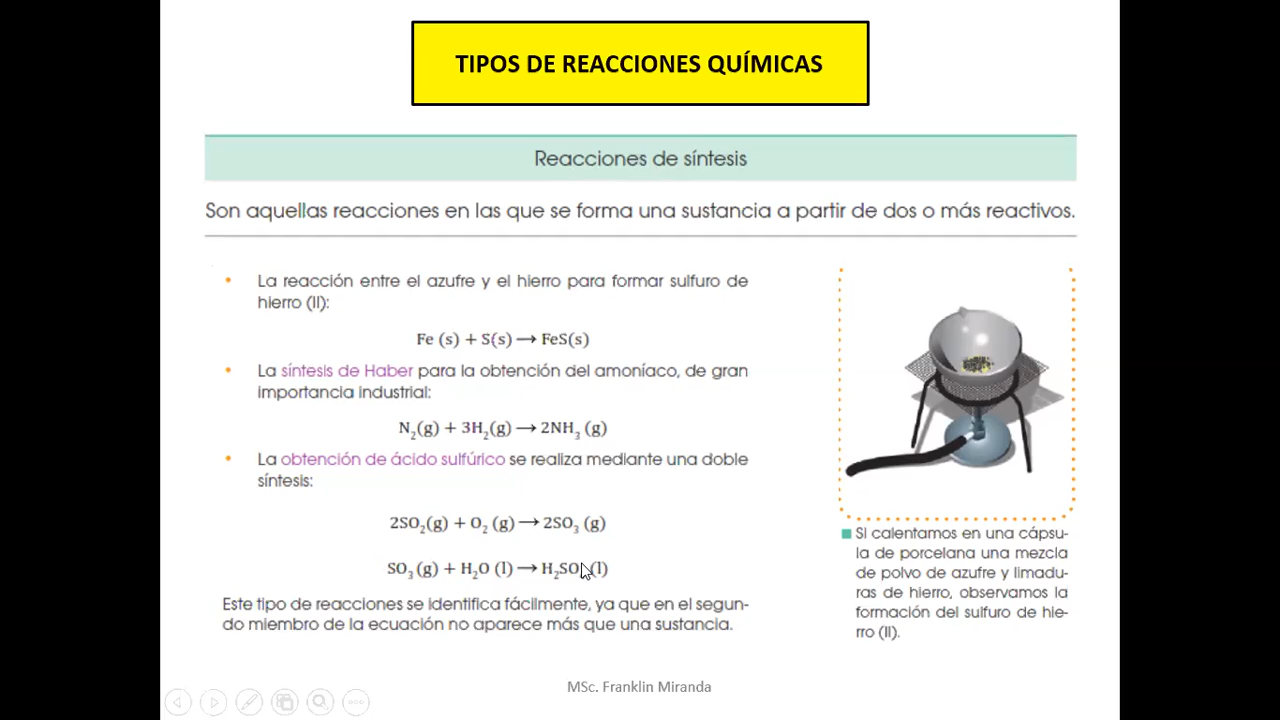 TIPOS DE REACCIONES QUÍMICAS
Reacciones de síntesis
Son aquellas reacciones en las que se forma una sustancia a partir de dos o más reactivos.
• La reacción entre el azufre y el hierro para formar sulfuro de
hierro (II):
Fe (s) + S(s) → FeS(s)
• La síntesis de Haber para la obtención del amoníaco, de gran
importancia industrial:
N₂(g) + 3H₂(g) → 2NH₃ (g)
• La obtención de ácido sulfúrico se realiza mediante una doble
síntesis:
2SO₂(g) + O₂ (g) → 2SO₃ (g)
SO₃ (g) + H₂O (l) → H₂SO (l)
Este tipo de reacciones se identifica fácilmente, ya que en el segun-
do miembro de la ecuación no aparece más que una sustancia.
Si calentamos en una cápsu-
la de porcelana una mezcla
de polvo de azufre y limadu-
ras de hierro, observamos la
formación del sulfuro de hie-
rro (II).
MSc. Franklin Miranda